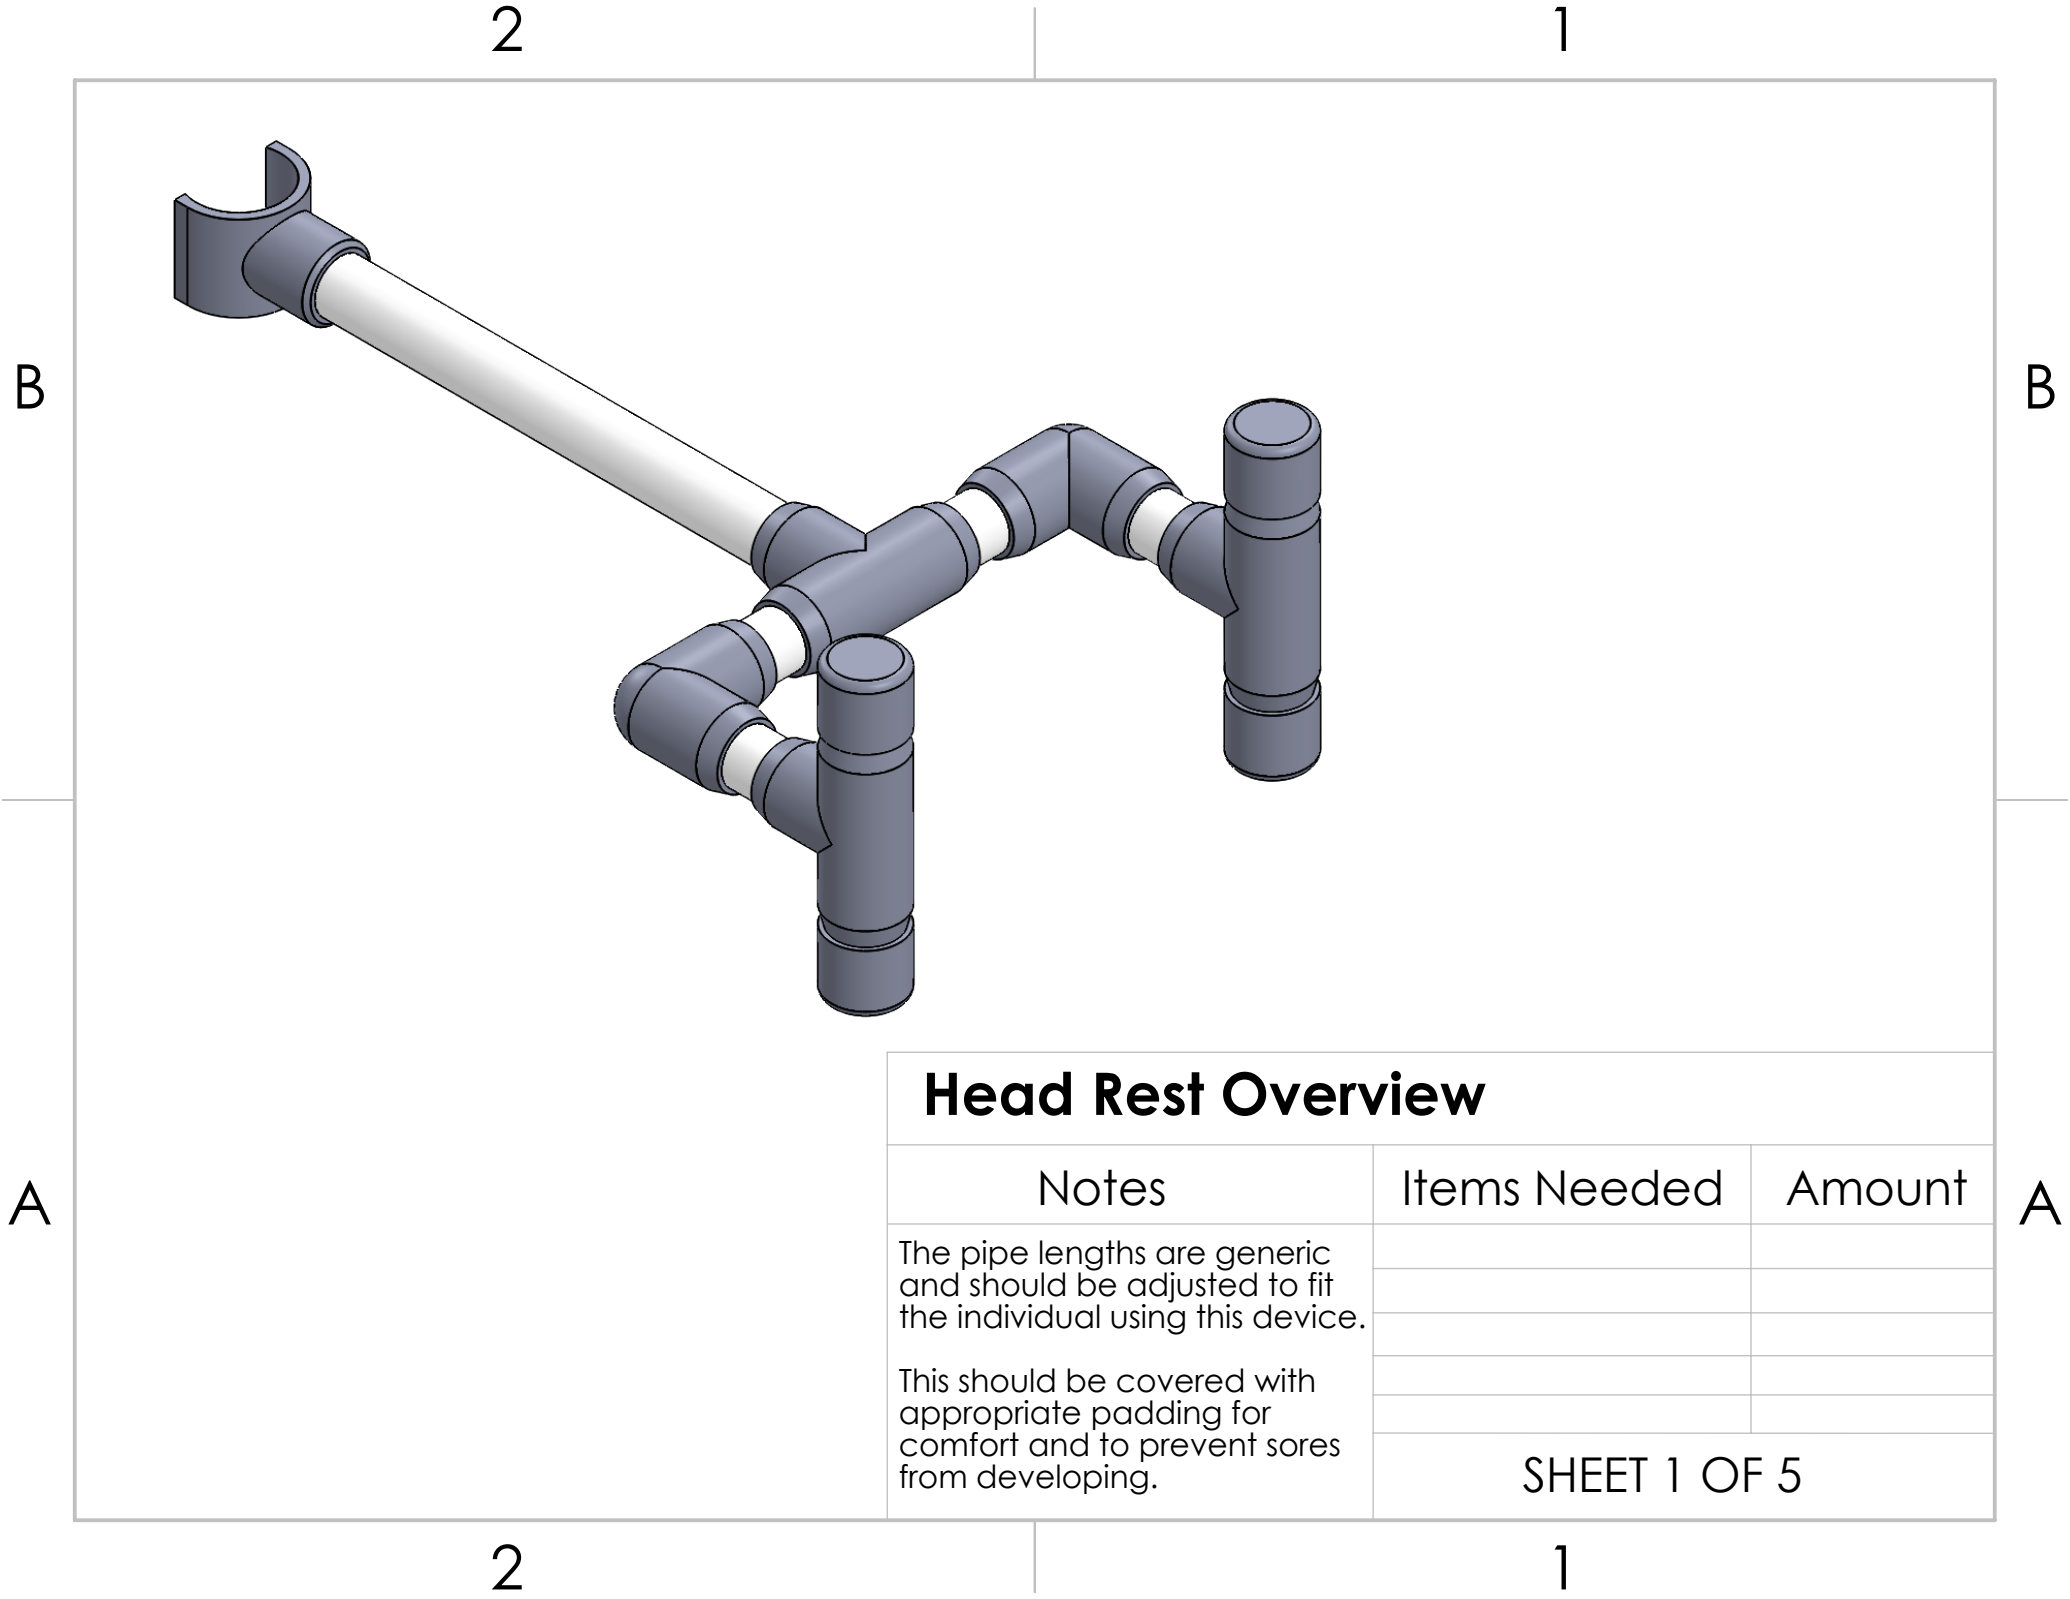 2 1
B B
Head Rest Overview
Notes Items Needed Amount
The pipe lengths are generic
and should be adjusted to fit
the individual using this device.
This should be covered with
appropriate padding for
comfort and to prevent sores
from developing.
A A
SHEET 1 OF 5
2 1